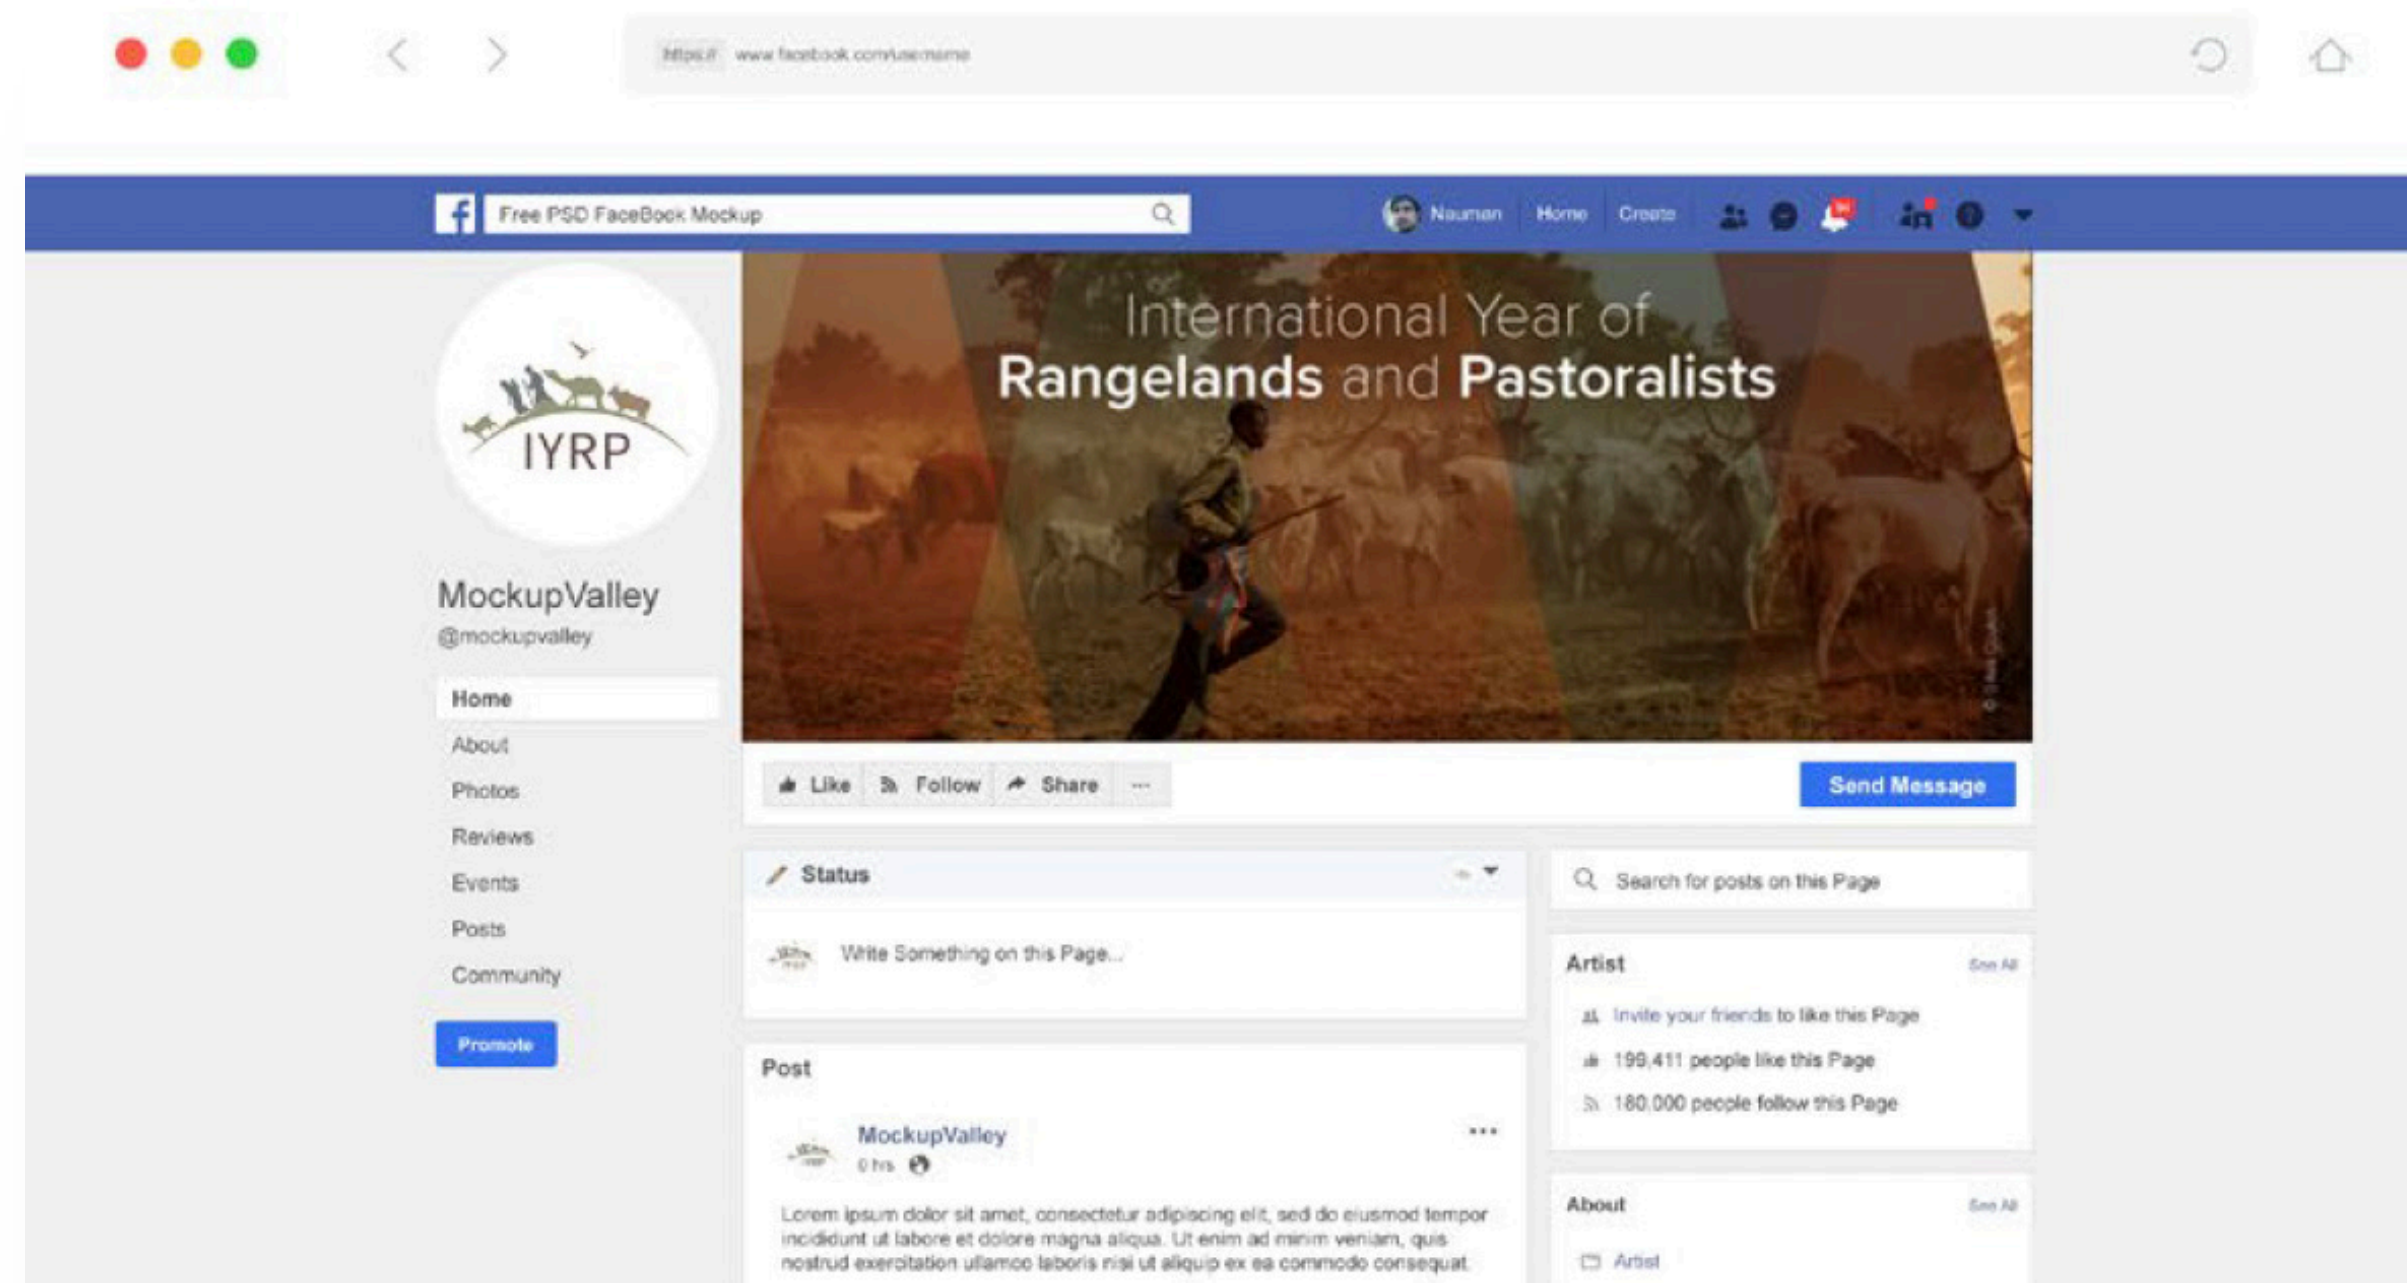 https:// www.facebook.com/username
Free PSD FaceBook Mockup
Nauman Home Create
International Year of
Rangelands and Pastoralists
IYRP
MockupValley
@mockupvalley
Home
About
Photos
Reviews
Events
Posts
Community
Promote
Like Follow Share
Send Message
Status
Write Something on this Page...
Post
MockupValley
0 hrs
Lorem ipsum dolor sit amet, consectetur adipiscing elit, sed do eiusmod tempor
incididunt ut labore et dolore magna aliqua. Ut enim ad minim veniam, quis
nostrud exercitation ullamco laboris nisi ut aliquip ex ea commodo consequat.
Search for posts on this Page
Artist See All
Invite your friends to like this Page
199,411 people like this Page
180,000 people follow this Page
About See All
Artist